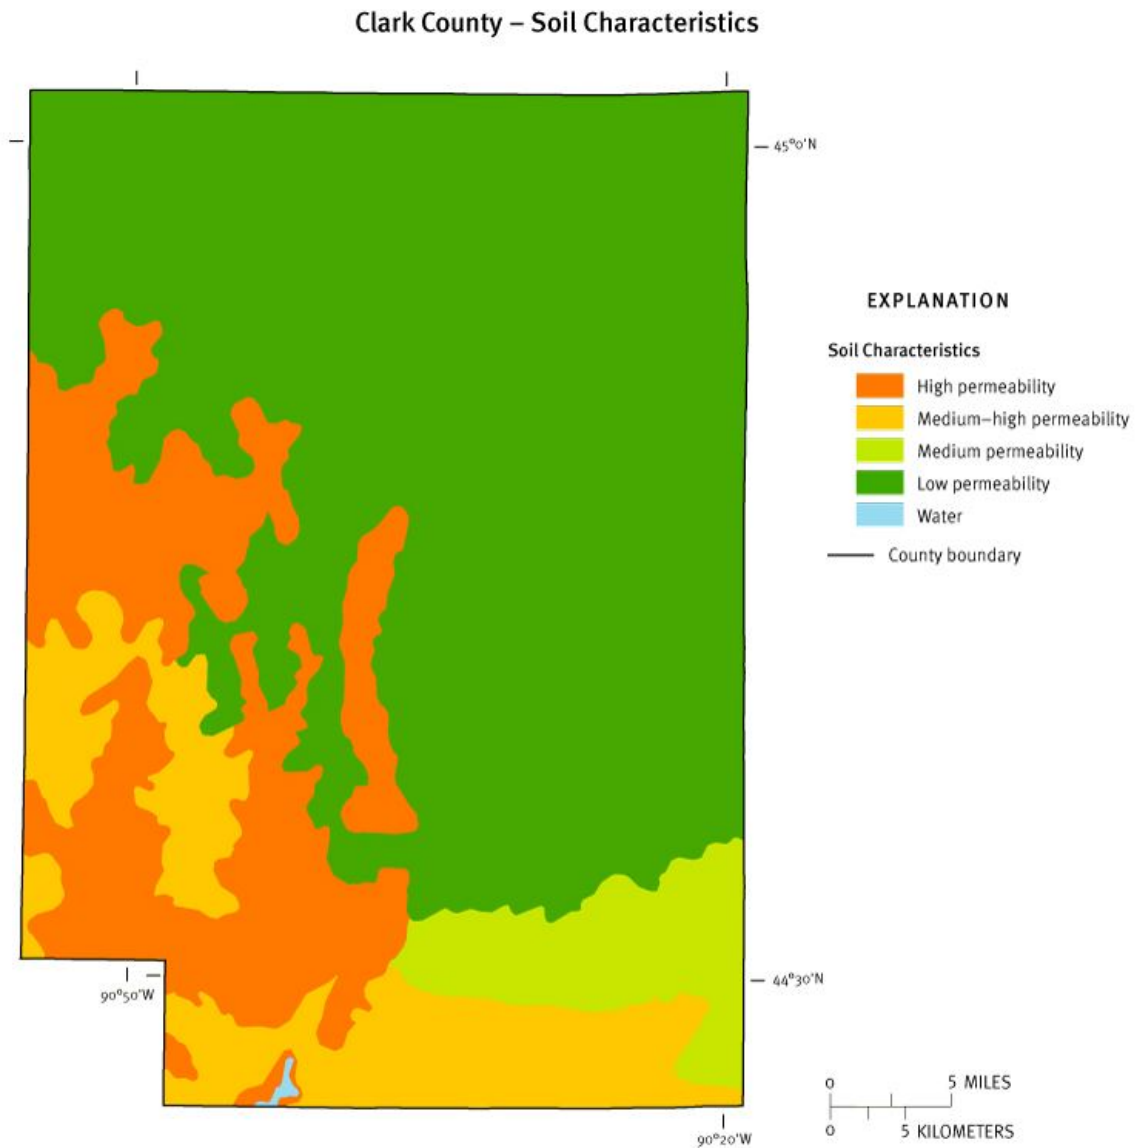 Clark County – Soil Characteristics
45°0'N
EXPLANATION
Soil Characteristics
High permeability
Medium–high permeability
Medium permeability
Low permeability
Water
County boundary
44°30'N
90°50'W
0 5 MILES
0 5 KILOMETERS
90°20'W